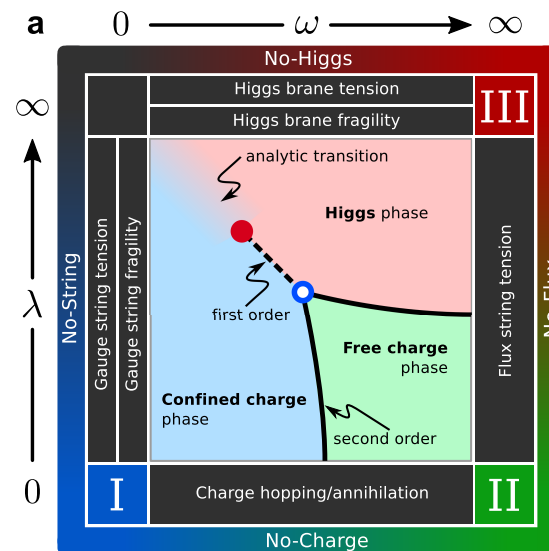 a
0 ω ∞
No-Higgs
Higgs brane tension
Higgs brane fragility
III
∞
λ
0
No-String
Gauge string tension
Gauge string fragility
analytic transition
Higgs phase
first order
Free charge
phase
Confined charge
phase
second order
Flux string tension
I
Charge hopping/annihilation
II
No-Charge